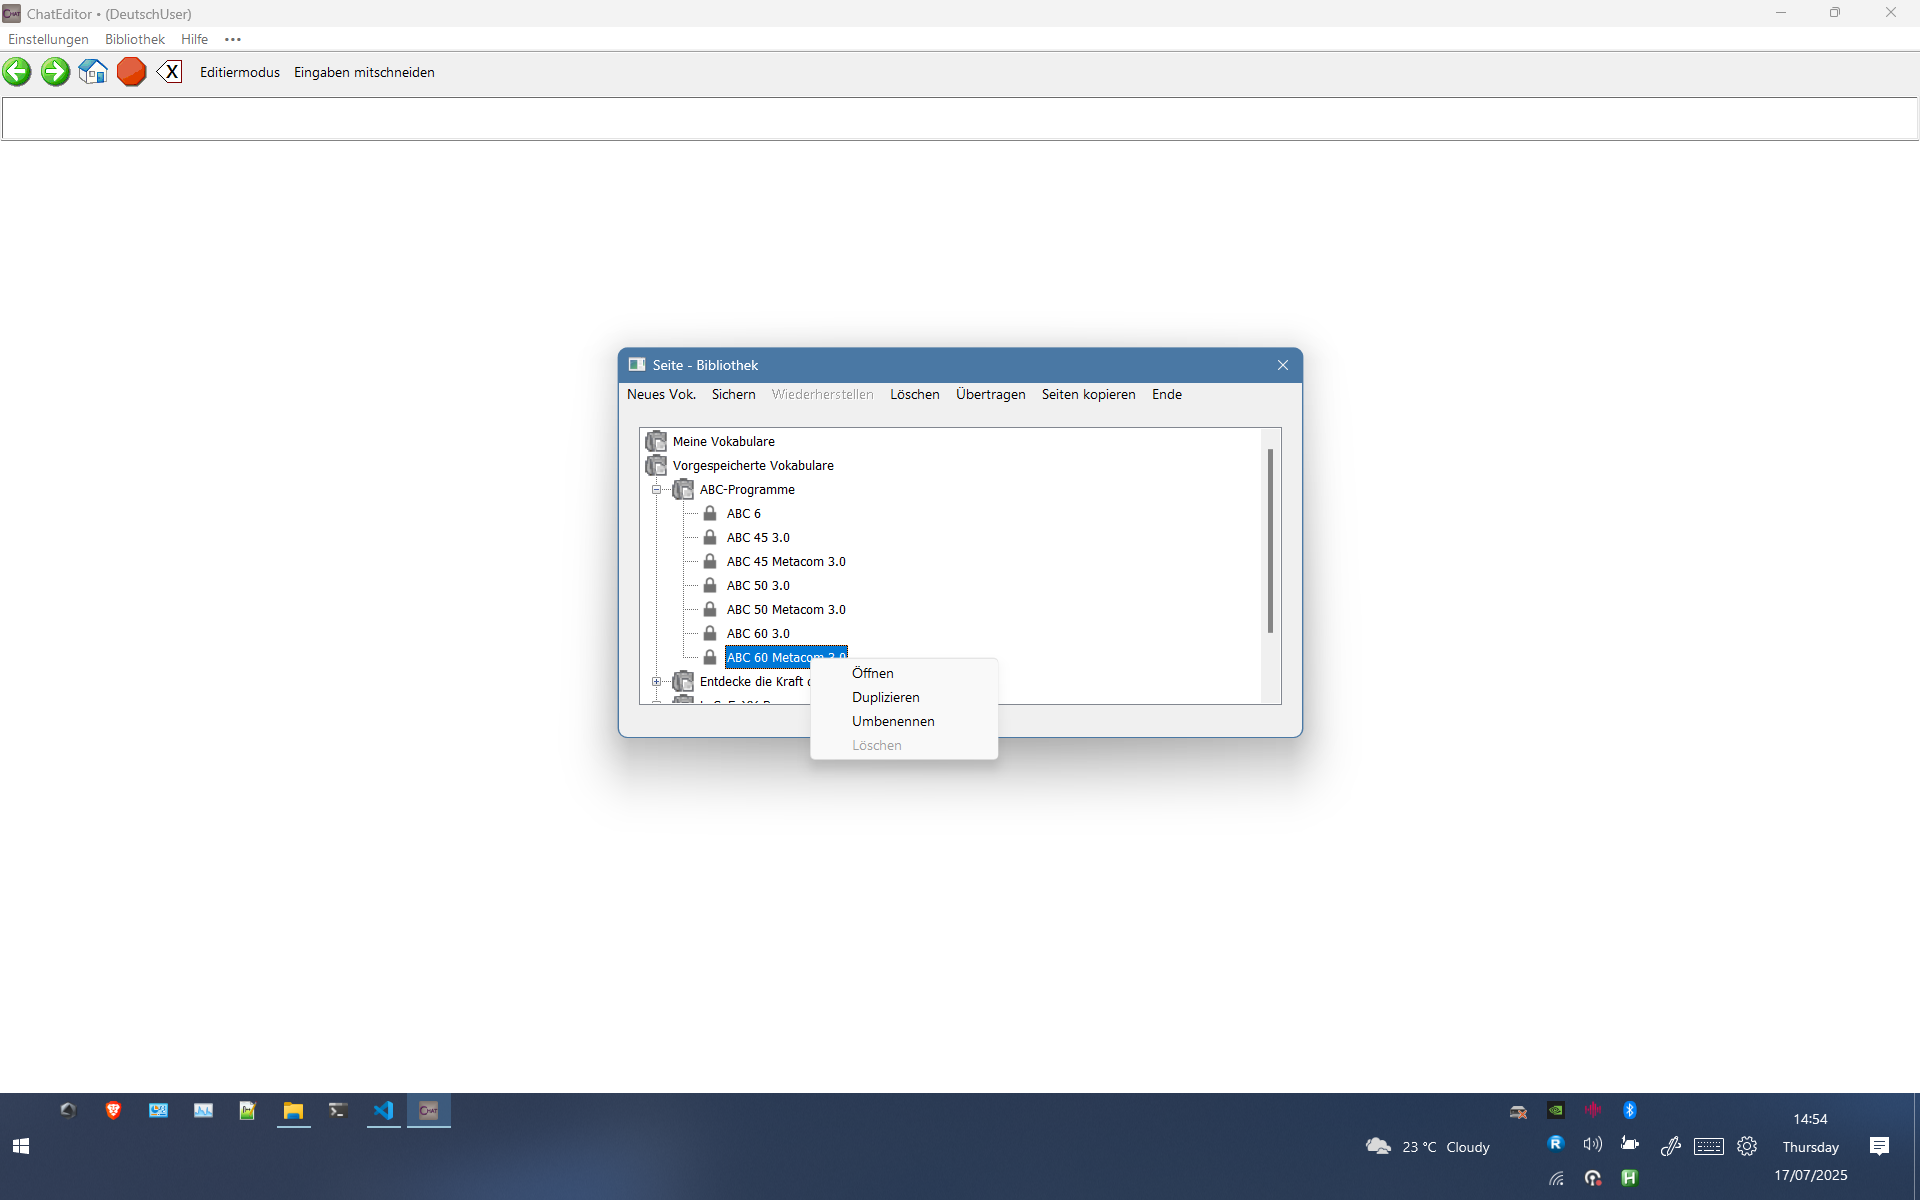 ChatEditor • (DeutschUser)
Einstellungen Bibliothek Hilfe •••
X Editiermodus Eingaben mitschneiden
Seite - Bibliothek
Neues Vok. Sichern Wiederherstellen Löschen Übertragen Seiten kopieren Ende
Meine Vokabulare
Vorgespeicherte Vokabulare
ABC-Programme
ABC 6
ABC 45 3.0
ABC 45 Metacom 3.0
ABC 50 3.0
ABC 50 Metacom 3.0
ABC 60 3.0
ABC 60 Metacom 3.0
Öffnen
Entdecke die Kraft
Duplizieren
Umbenennen
Löschen
14:54
23 °C Cloudy
Thursday
17/07/2025